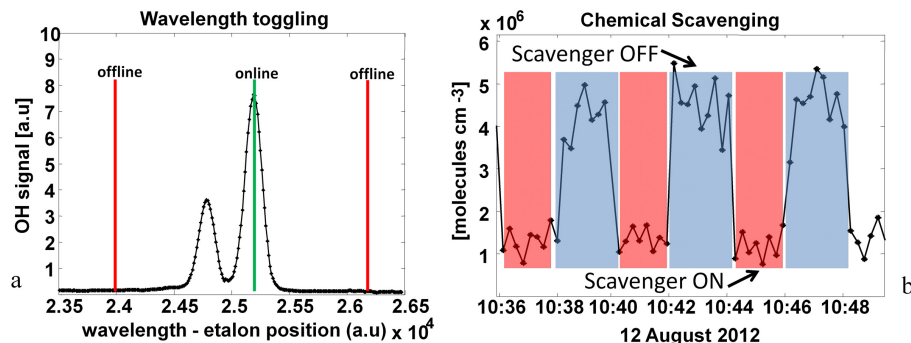 Wavelength toggling
10
9
8
7
6
5
4
3
2
1
OH signal [a.u]
offline
online
offline
2.35
2.4
2.45
2.5
2.55
2.6
2.65
wavelength - etalon position (a.u) x 10^4
a
x 10^6
Chemical Scavenging
6
5
4
3
2
1
0
[molecules cm -3]
Scavenger OFF
Scavenger ON
10:36
10:38
10:40
10:42
10:44
10:46
10:48
12 August 2012
b